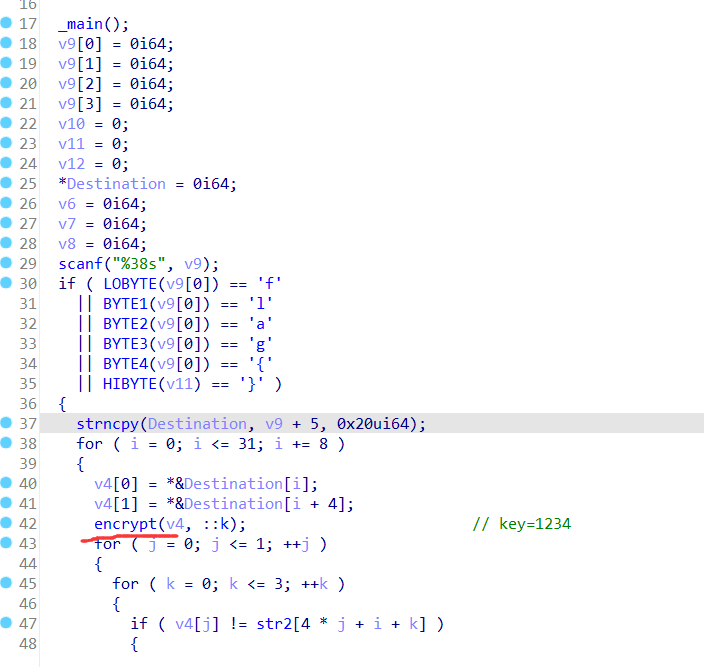 16
17 _main();
18 v9[0] = 0i64;
19 v9[1] = 0i64;
20 v9[2] = 0i64;
21 v9[3] = 0i64;
22 v10 = 0;
23 v11 = 0;
24 v12 = 0;
25 *Destination = 0i64;
26 v6 = 0i64;
27 v7 = 0i64;
28 v8 = 0i64;
29 scanf("%38s", v9);
30 if ( LOBYTE(v9[0]) == 'f'
31 || BYTE1(v9[0]) == 'l'
32 || BYTE2(v9[0]) == 'a'
33 || BYTE3(v9[0]) == 'g'
34 || BYTE4(v9[0]) == '{'
35 || HIBYTE(v11) == '}' )
36 {
37 strncpy(Destination, v9 + 5, 0x20ui64);
38 for ( i = 0; i <= 31; i += 8 )
39 {
40 v4[0] = *&Destination[i];
41 v4[1] = *&Destination[i + 4];
42 encrypt(v4, ::k); // key=1234
43 for ( j = 0; j <= 1; ++j )
44 {
45 for ( k = 0; k <= 3; ++k )
46 {
47 if ( v4[j] != str2[4 * j + i + k] )
48 {